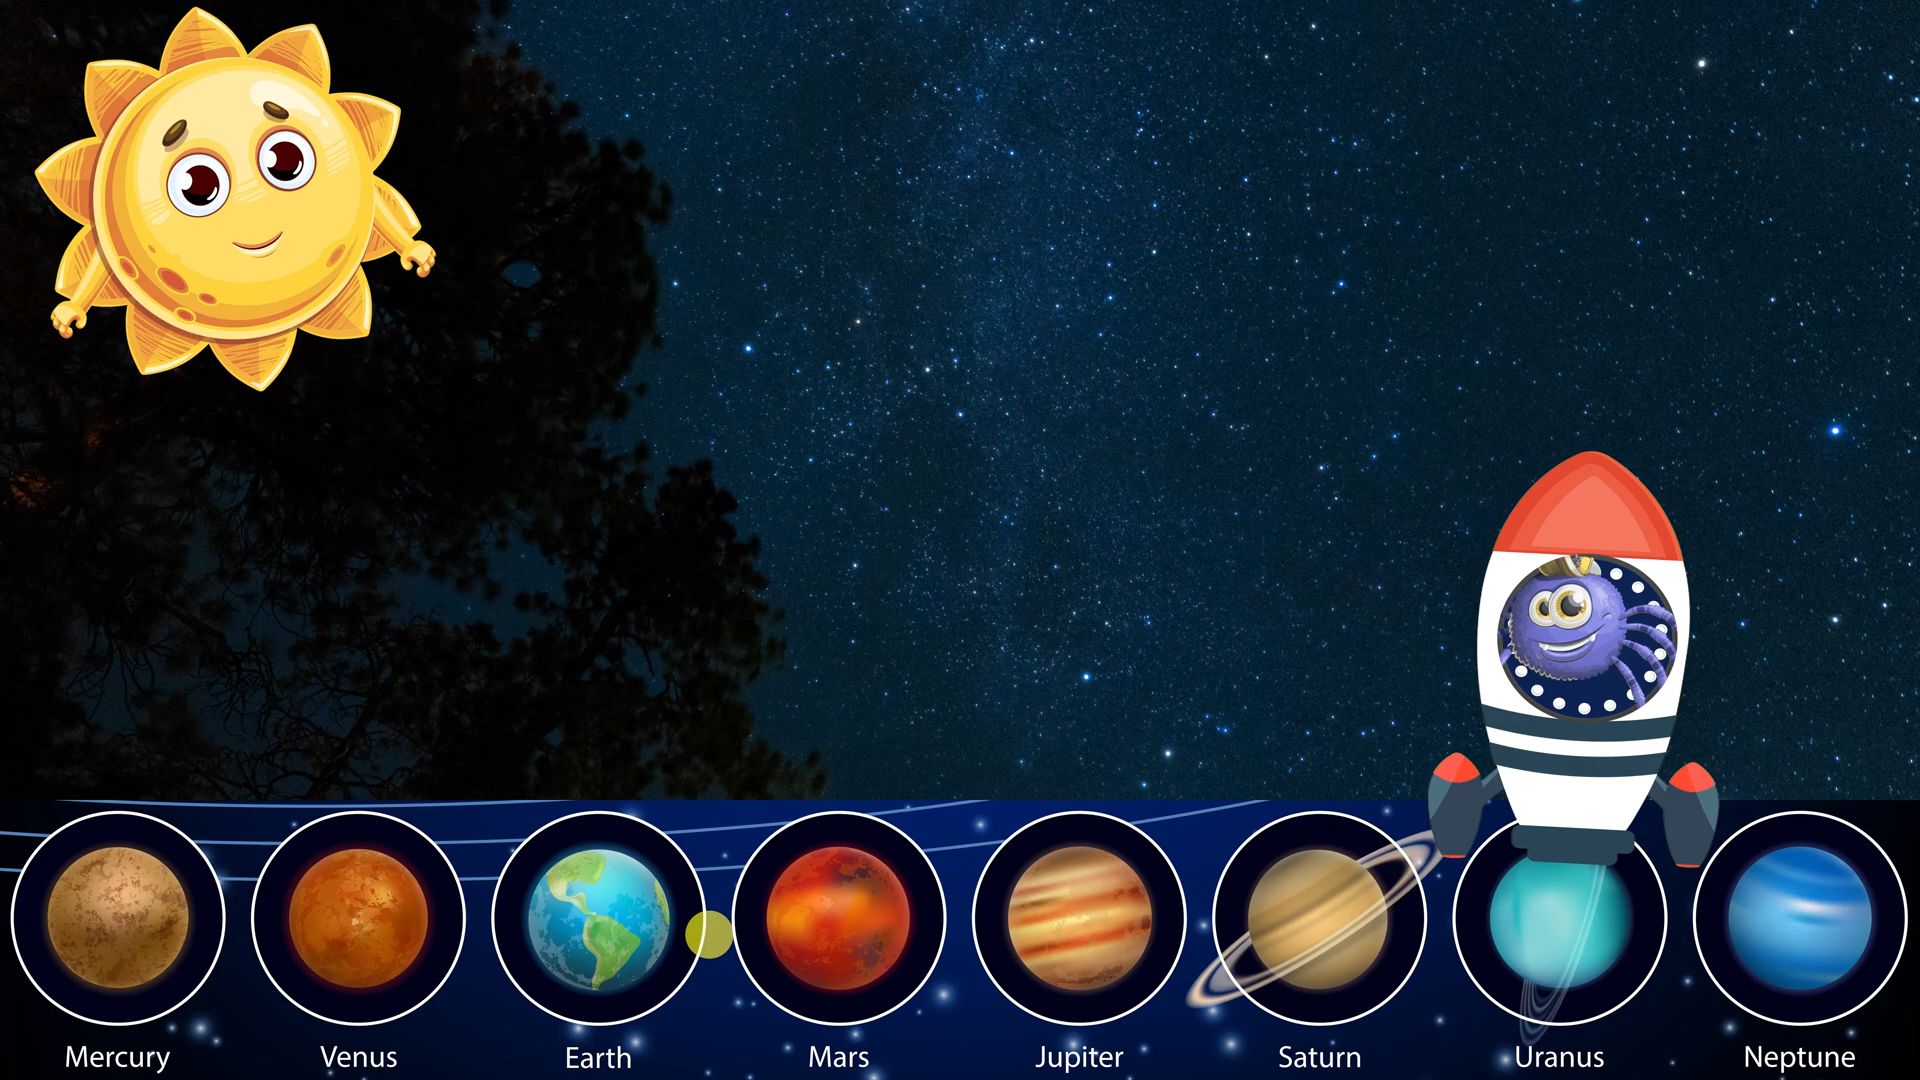 Mercury
Venus
Earth
Mars
Jupiter
Saturn
Uranus
Neptune